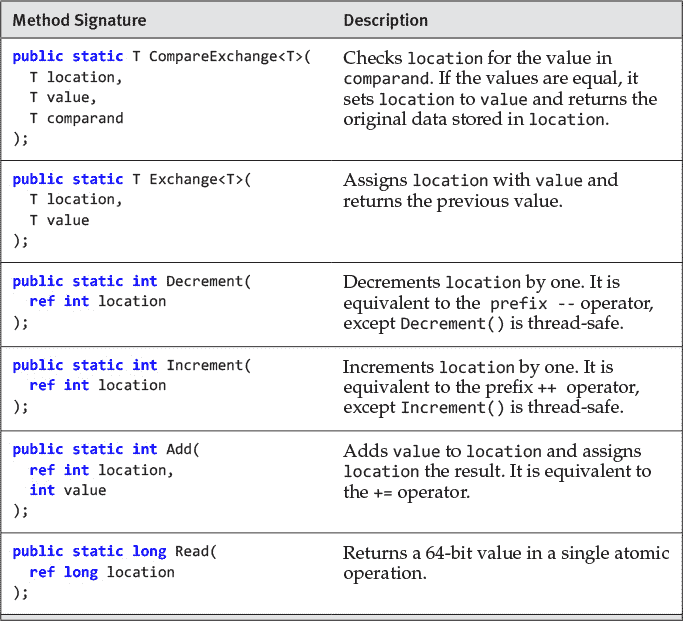 Method Signature Description
public static T CompareExchange<T>(
T location,
T value,
T comparand
);
Checks location for the value in
comparand. If the values are equal, it
sets location to value and returns the
original data stored in location.
public static T Exchange<T>(
T location,
T value
);
Assigns location with value and
returns the previous value.
public static int Decrement(
ref int location
);
Decrements location by one. It is
equivalent to the prefix -- operator,
except Decrement() is thread-safe.
public static int Increment(
ref int location
);
Increments location by one. It is
equivalent to the prefix ++ operator,
except Increment() is thread-safe.
public static int Add(
ref int location,
int value
);
Adds value to location and assigns
location the result. It is equivalent to
the += operator.
public static long Read(
ref long location
);
Returns a 64-bit value in a single atomic
operation.